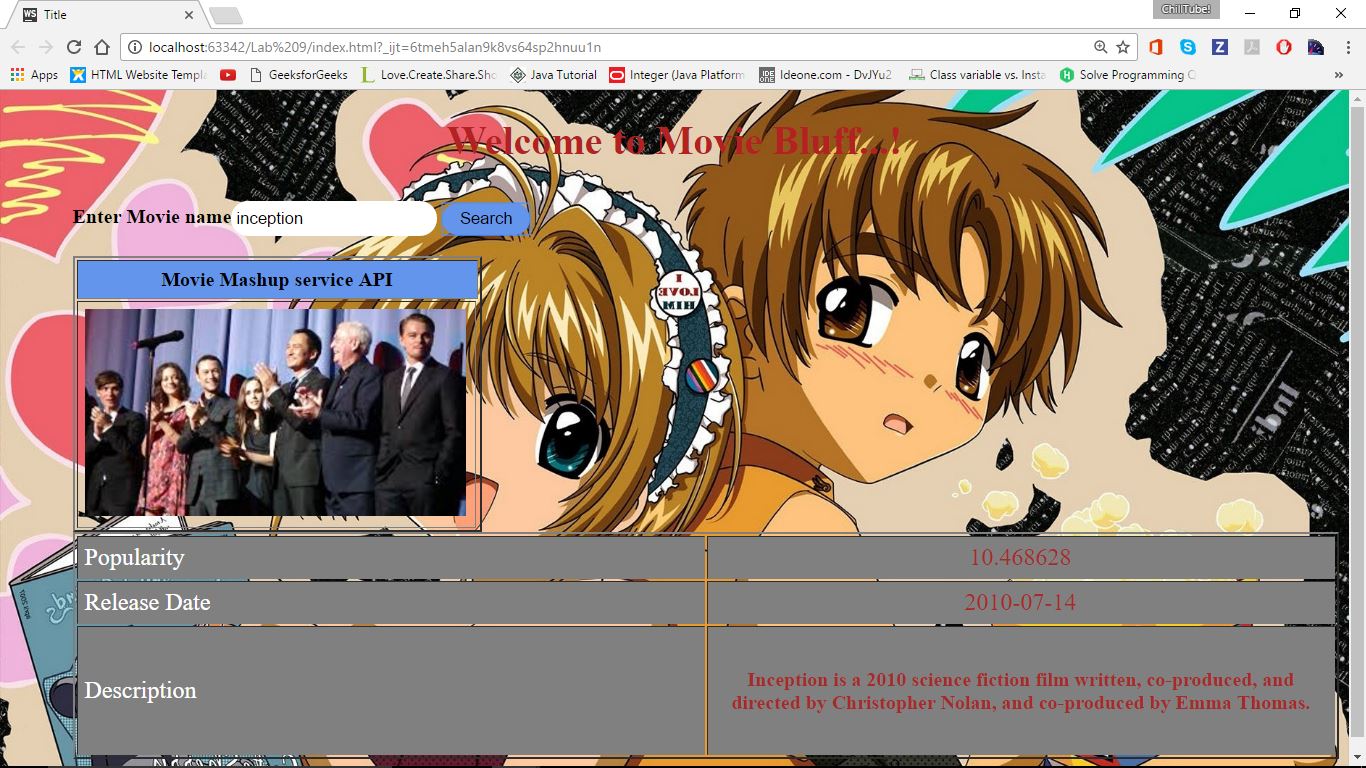 Title
ChillTube!
localhost:63342/Lab%209/index.html?_ijt=6tmeh5alan9k8vs64sp2hnuu1n
Apps
HTML Website Templa
GeeksforGeeks
Love.Create.Share.Sho
Java Tutorial
Integer (Java Platform
Ideone.com - DvJYu2
Class variable vs. Insta
Solve Programming Q
»
Welcome to Movie Bluff...!
Enter Movie name inception Search
Movie Mashup service API
I
LOVE
HIM
Popularity 10.468628
Release Date 2010-07-14
Description
Inception is a 2010 science fiction film written, co-produced, and
directed by Christopher Nolan, and co-produced by Emma Thomas.